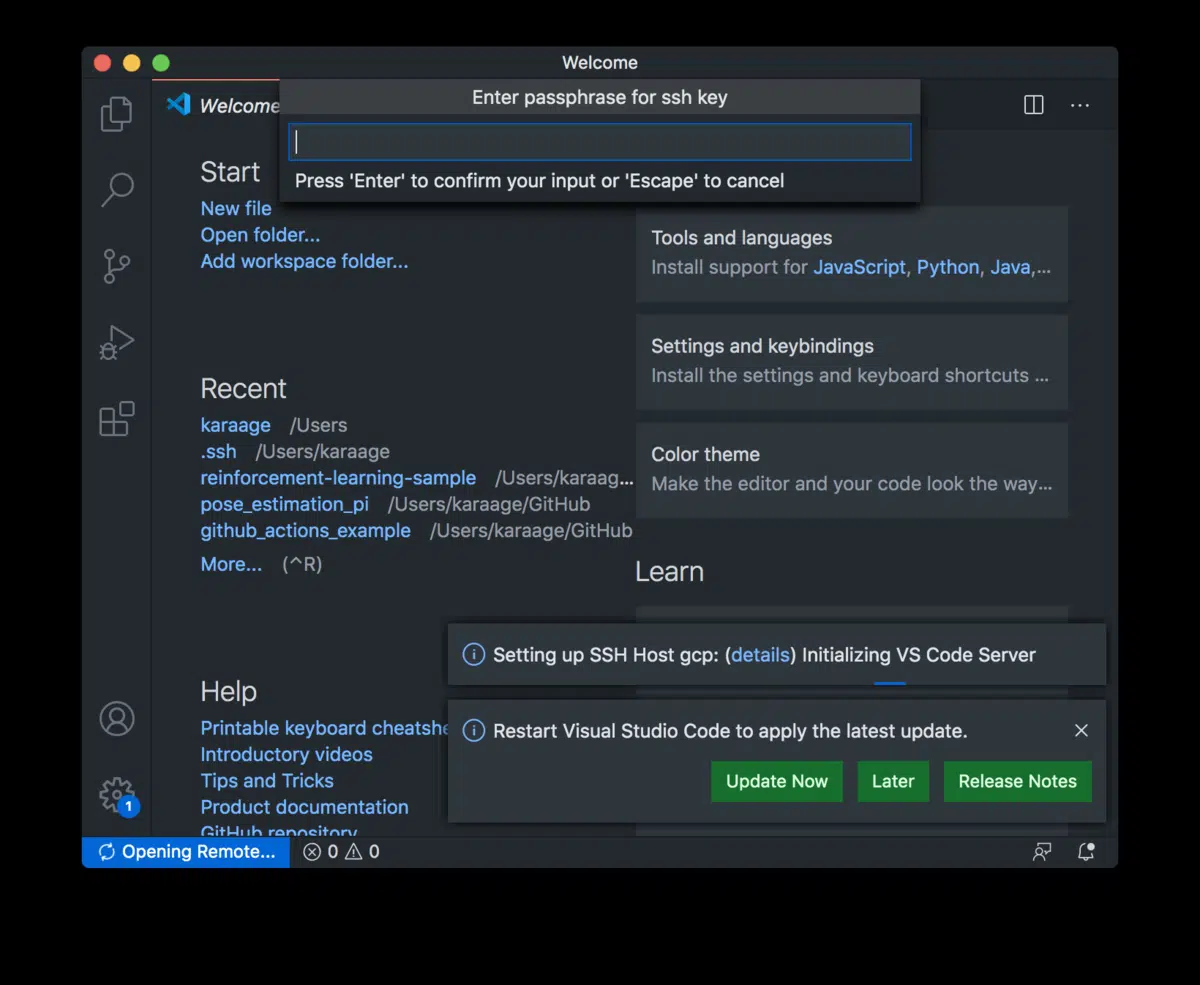 Welcome
Enter passphrase for ssh key
Press 'Enter' to confirm your input or 'Escape' to cancel
Welcome
Start
New file
Open folder...
Add workspace folder...
Recent
karaage /Users
.ssh /Users/karaage
reinforcement-learning-sample /Users/karaag...
pose_estimation_pi /Users/karaage/GitHub
github_actions_example /Users/karaage/GitHub
More... (^R)
Help
Printable keyboard cheatshe
Introductory videos
Tips and Tricks
Product documentation
GitHub repository
Tools and languages
Install support for JavaScript, Python, Java,...
Settings and keybindings
Install the settings and keyboard shortcuts ...
Color theme
Make the editor and your code look the way...
Learn
Setting up SSH Host gcp: (details) Initializing VS Code Server
Restart Visual Studio Code to apply the latest update.
Update Now Later Release Notes
1
Opening Remote... 0 0